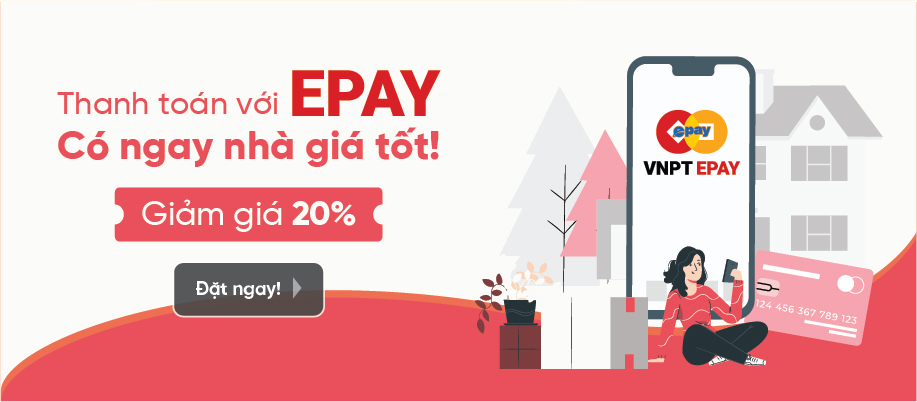 Thanh toán với EPAY
Có ngay nhà giá tốt!
Giảm giá 20%
Đặt ngay!
epay
VNPT EPAY
124 456 367 789 123